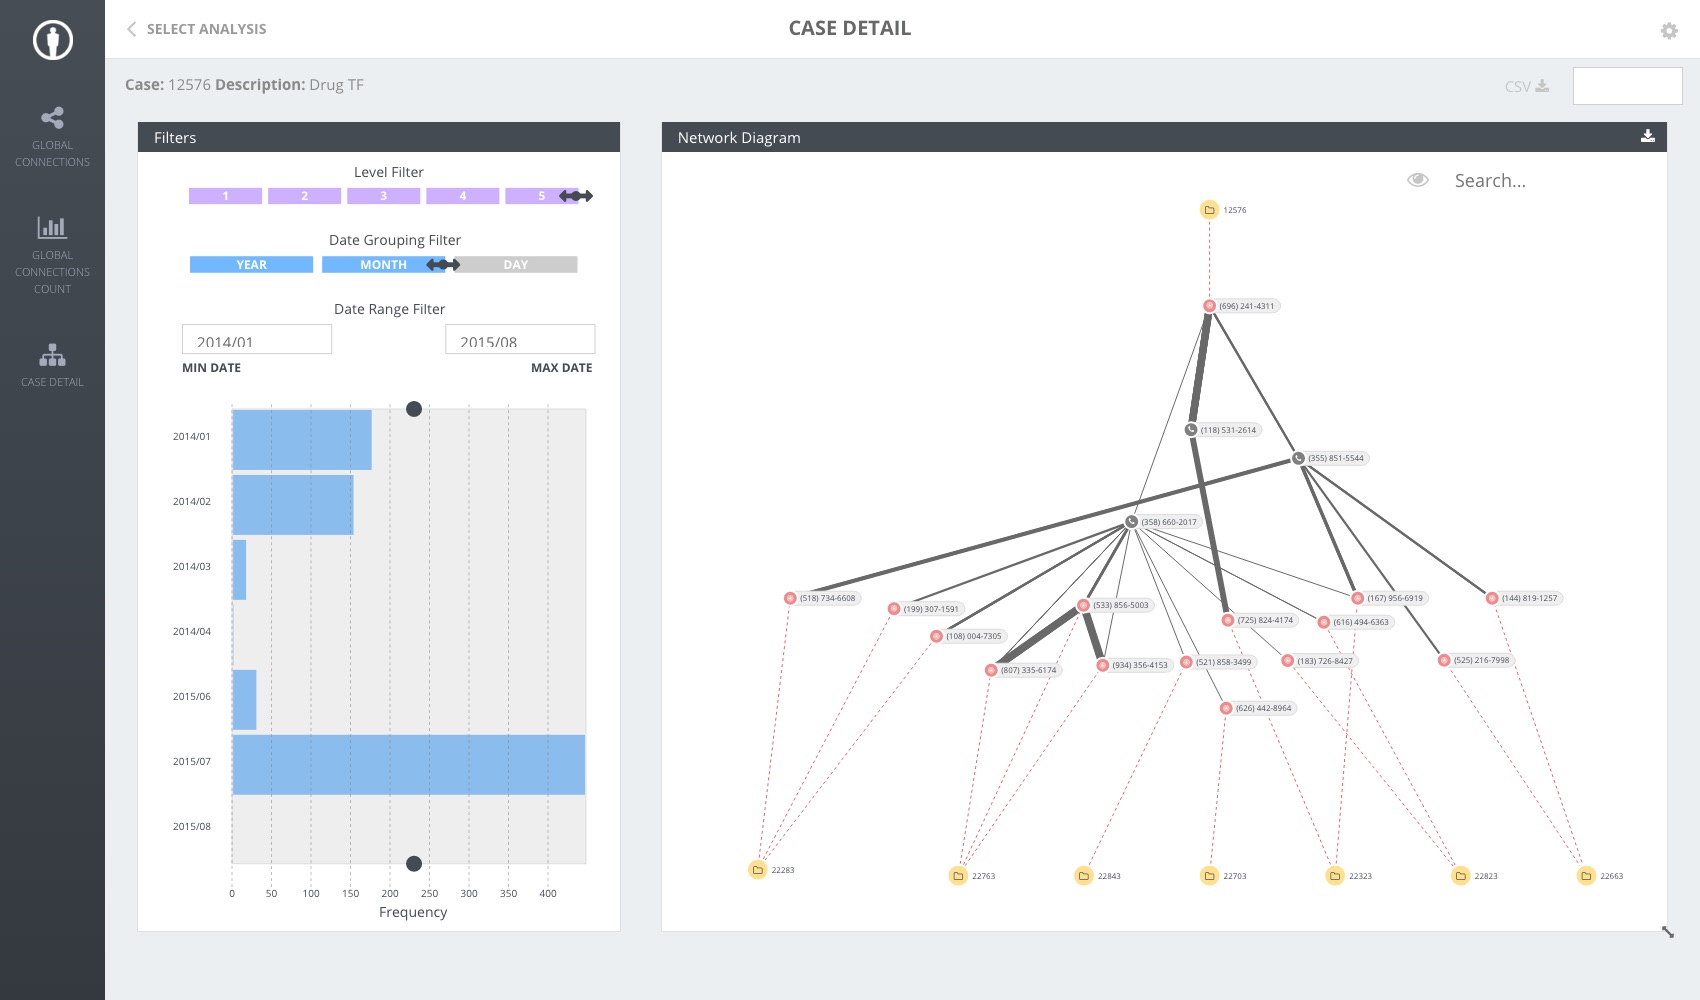 SELECT ANALYSIS
CASE DETAIL
Case: 12576 Description: Drug TF
CSV
GLOBAL
CONNECTIONS
GLOBAL
CONNECTIONS
COUNT
CASE DETAIL
Filters
Level Filter
1 2 3 4 5
Date Grouping Filter
YEAR MONTH DAY
Date Range Filter
2014/01 2015/08
MIN DATE MAX DATE
2014/01
2014/02
2014/03
2014/04
2015/06
2015/07
2015/08
0 50 100 150 200 250 300 350 400
Frequency
Network Diagram
Search...
12576
(696) 241-4311
(118) 531-2614
(355) 851-5544
(358) 660-2017
(518) 734-6608
(199) 307-1591
(533) 856-5003
(167) 956-6919
(144) 819-1257
(108) 004-7305
(725) 824-4174
(616) 494-6363
(807) 335-6174
(934) 356-4153
(521) 858-3499
(183) 726-8427
(525) 216-7998
(626) 442-8964
22283
22763
22843
22703
22323
22823
22663